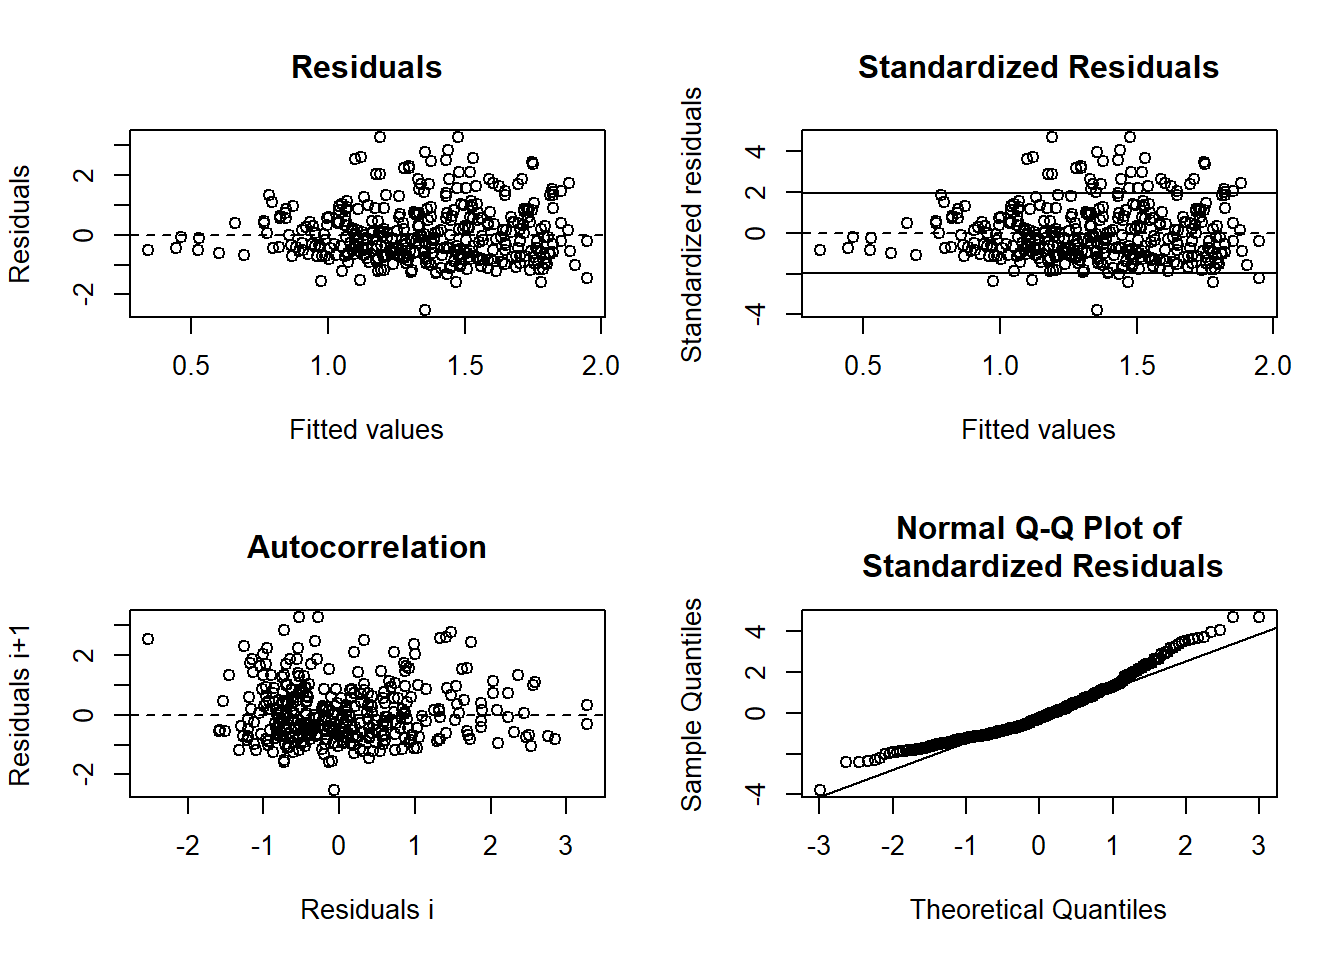 Residuals
Residuals
2
0
-2
0.5 1.0 1.5 2.0
Fitted values
Standardized Residuals
Standardized residuals
4
2
0
-4
0.5 1.0 1.5 2.0
Fitted values
Autocorrelation
Residuals i+1
2
0
-2
-2 -1 0 1 2 3
Residuals i
Normal Q-Q Plot of
Standardized Residuals
Sample Quantiles
4
2
0
-4
-3 -2 -1 0 1 2 3
Theoretical Quantiles